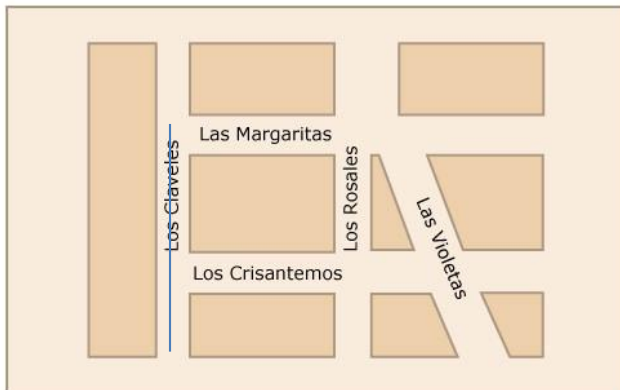 Las Margaritas
Los Claveles
Los Rosales
Las Violetas
Los Crisantemos